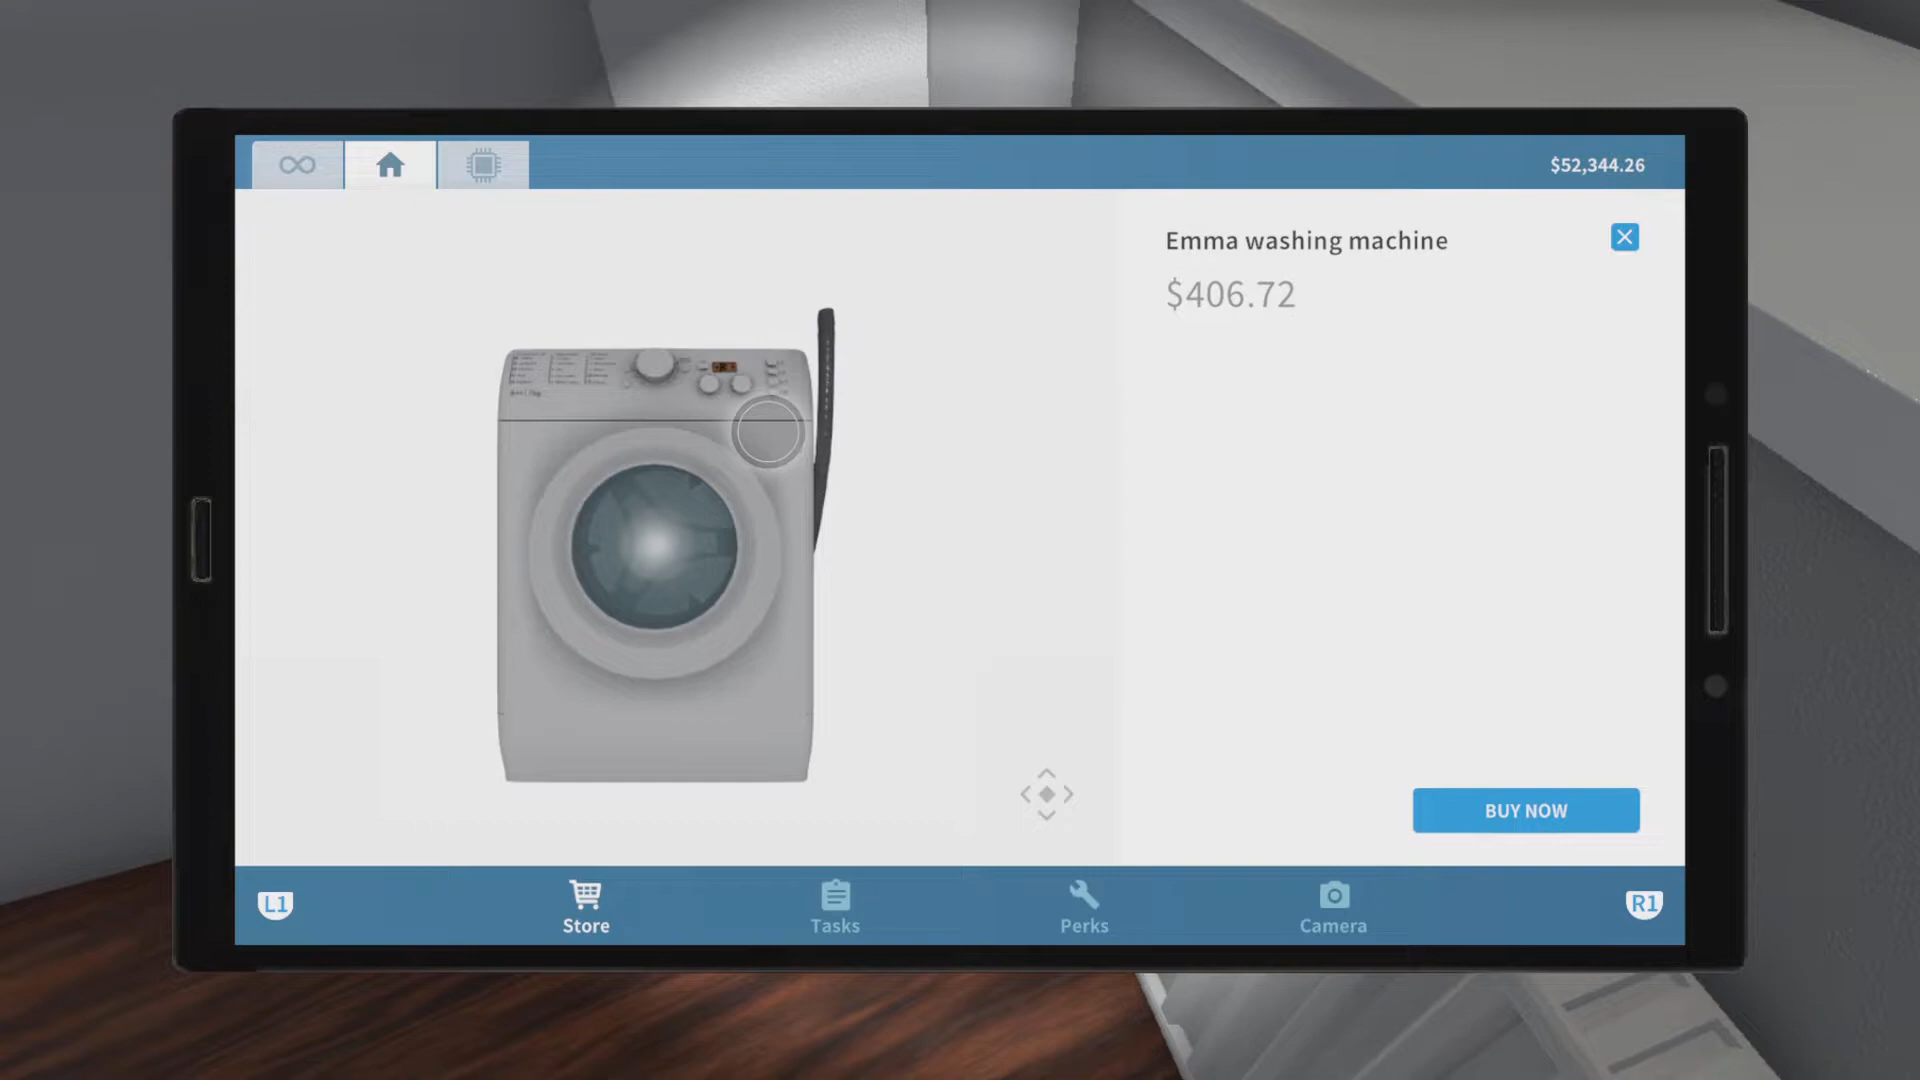 $52,344.26
Emma washing machine
$406.72
BUY NOW
L1
Store
Tasks
Perks
Camera
R1